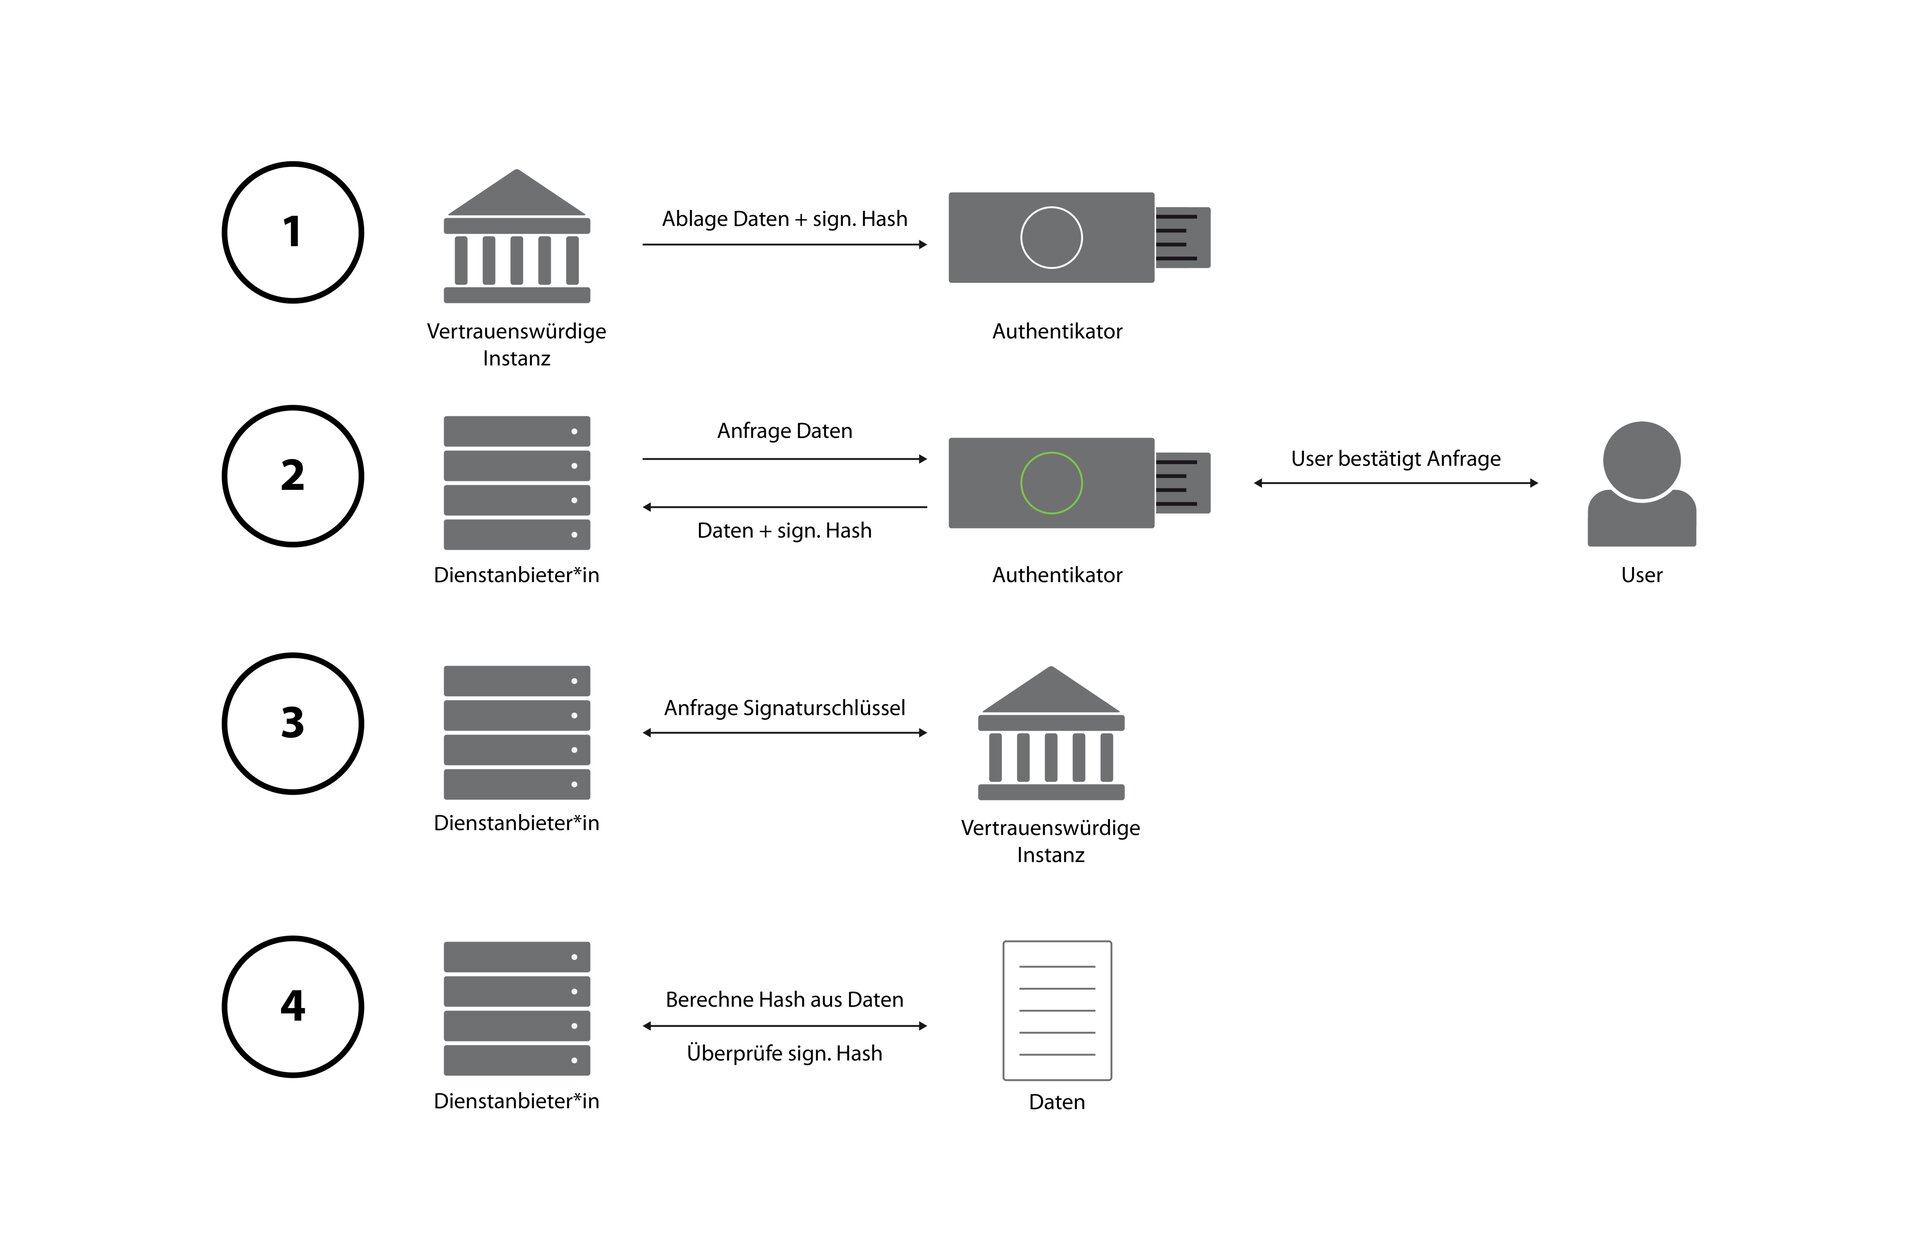 1
Ablage Daten + sign. Hash
Vertrauenswürdige
Instanz
Authentikator
2
Anfrage Daten
Daten + sign. Hash
User bestätigt Anfrage
Dienstanbieter*in
Authentikator
User
3
Anfrage Signaturschlüssel
Dienstanbieter*in
Vertrauenswürdige
Instanz
4
Berechne Hash aus Daten
Überprüfe sign. Hash
Dienstanbieter*in
Daten